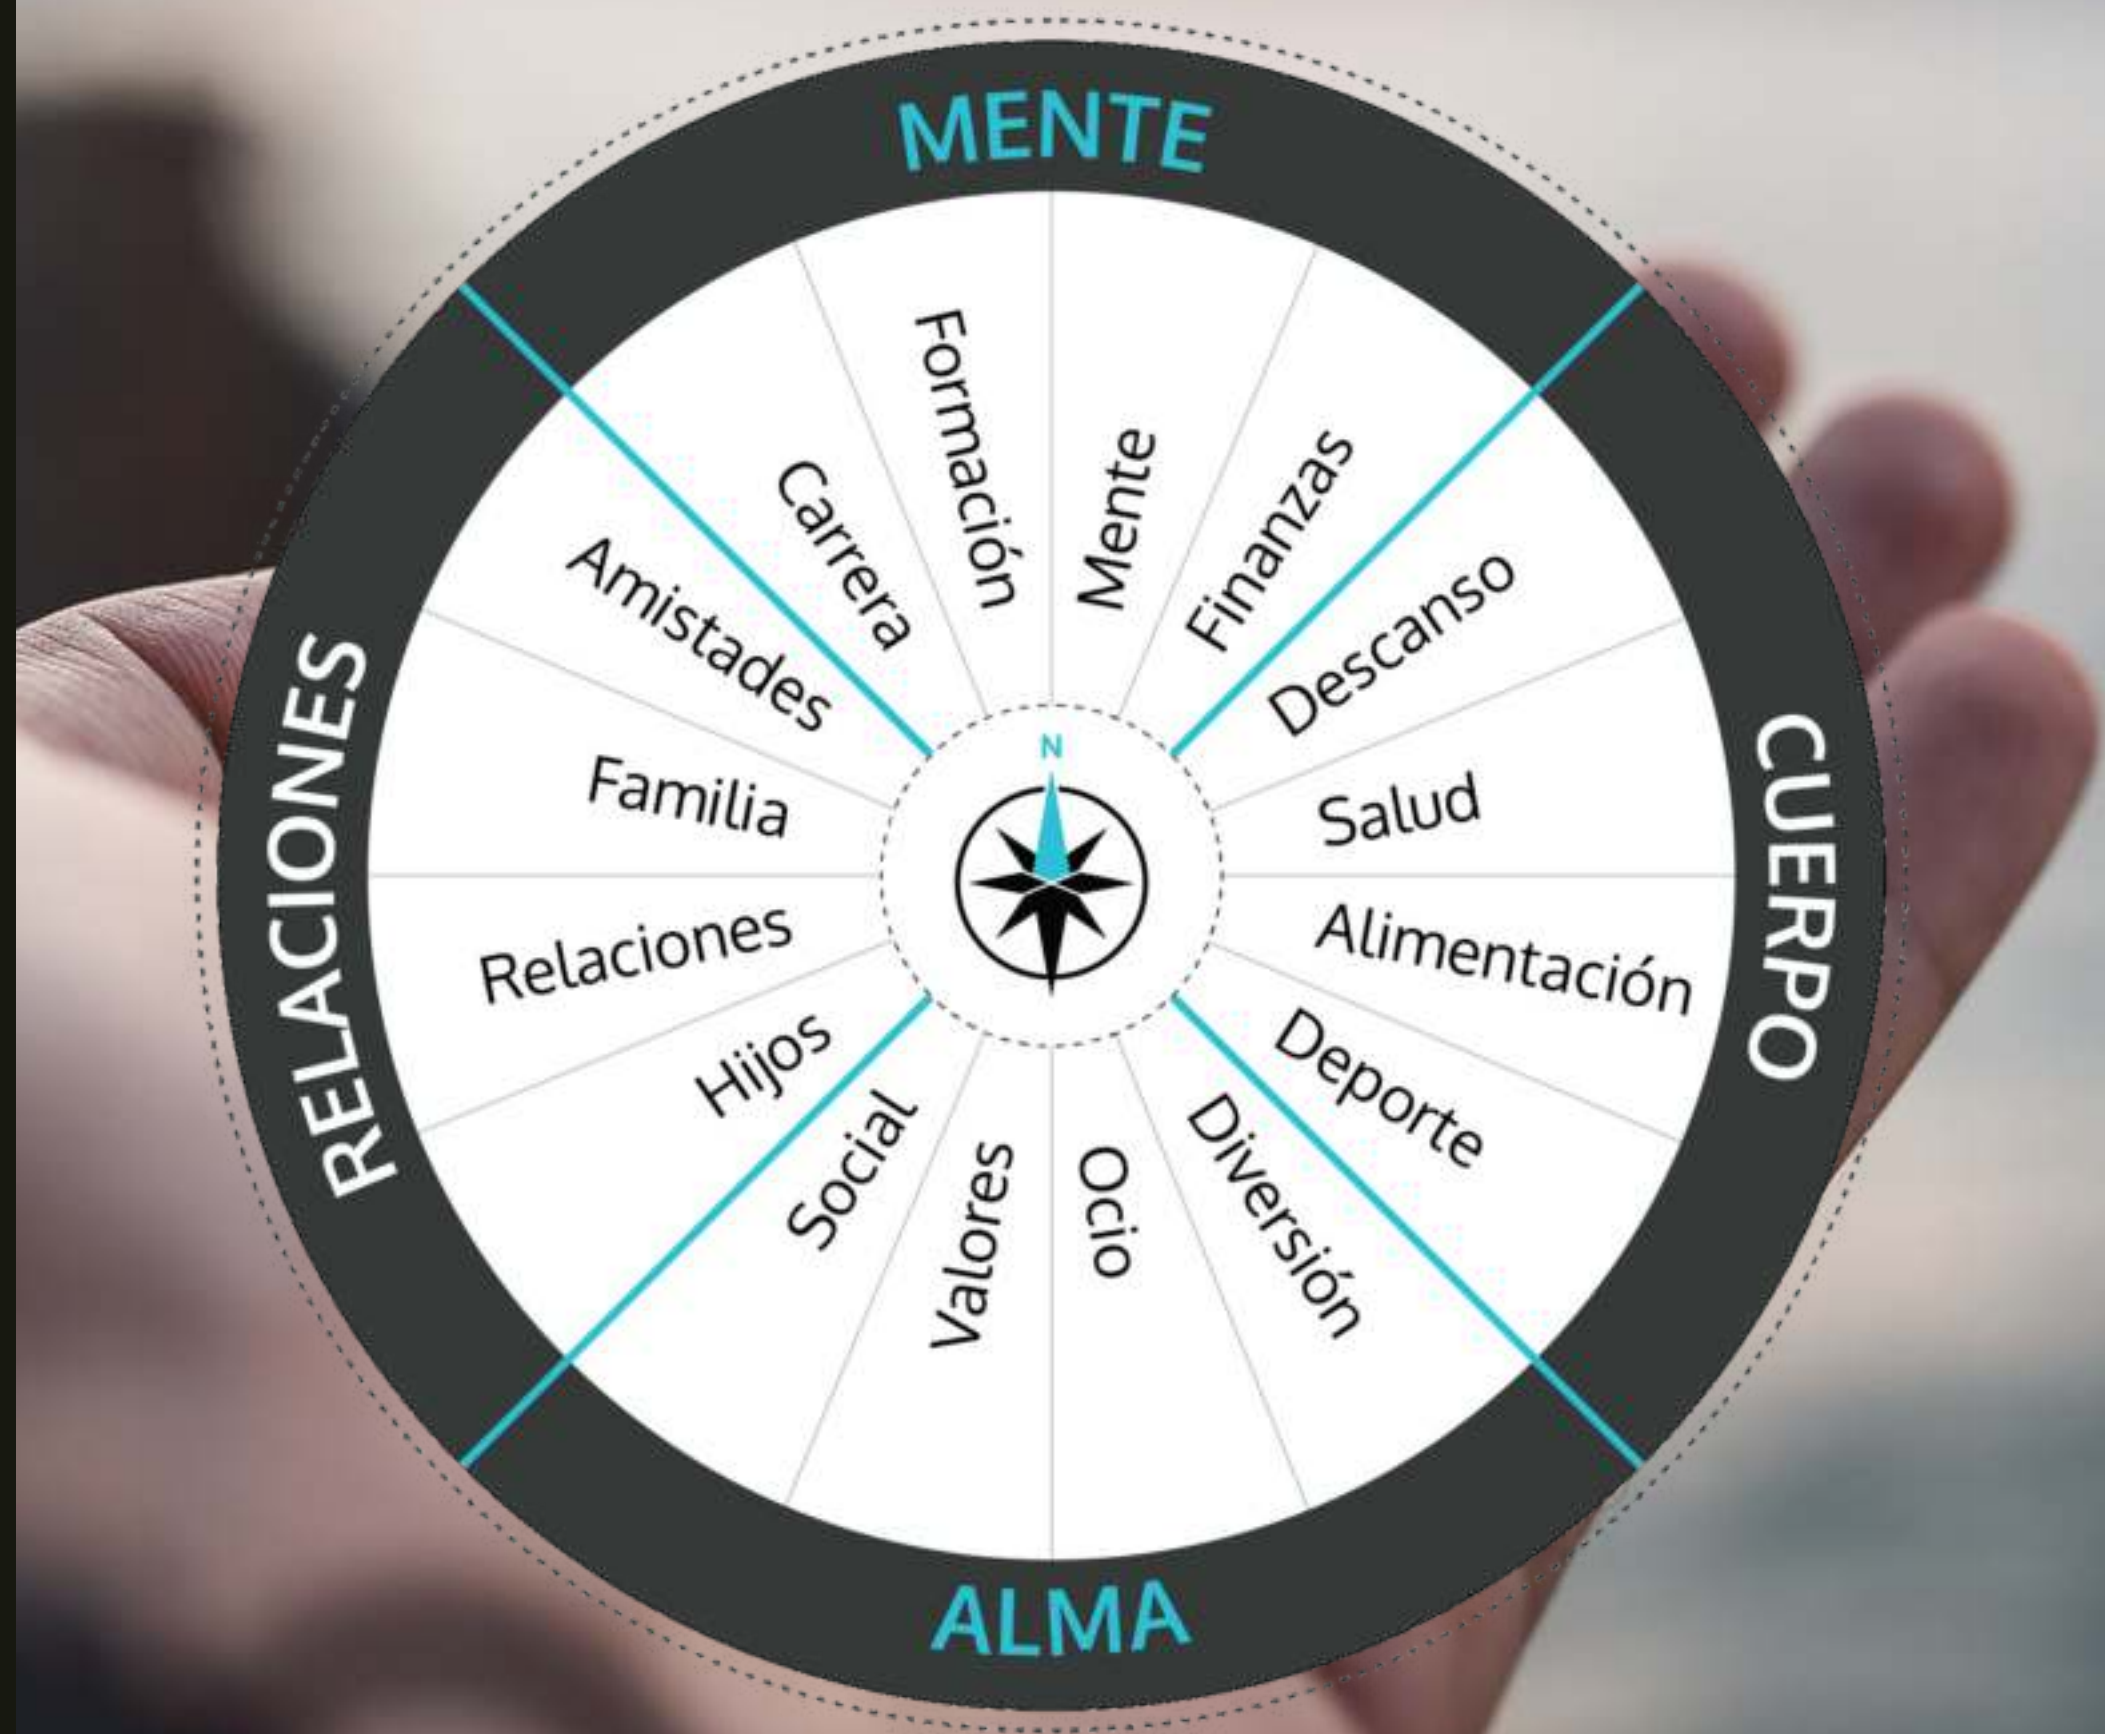 MENTE
Carrera
Formación
Mente
Finanzas
CUERPO
Descanso
Salud
Alimentación
Deporte
ALMA
Diversión
Ocio
Valores
Social
RELACIONES
Hijos
Relaciones
Familia
Amistades
N